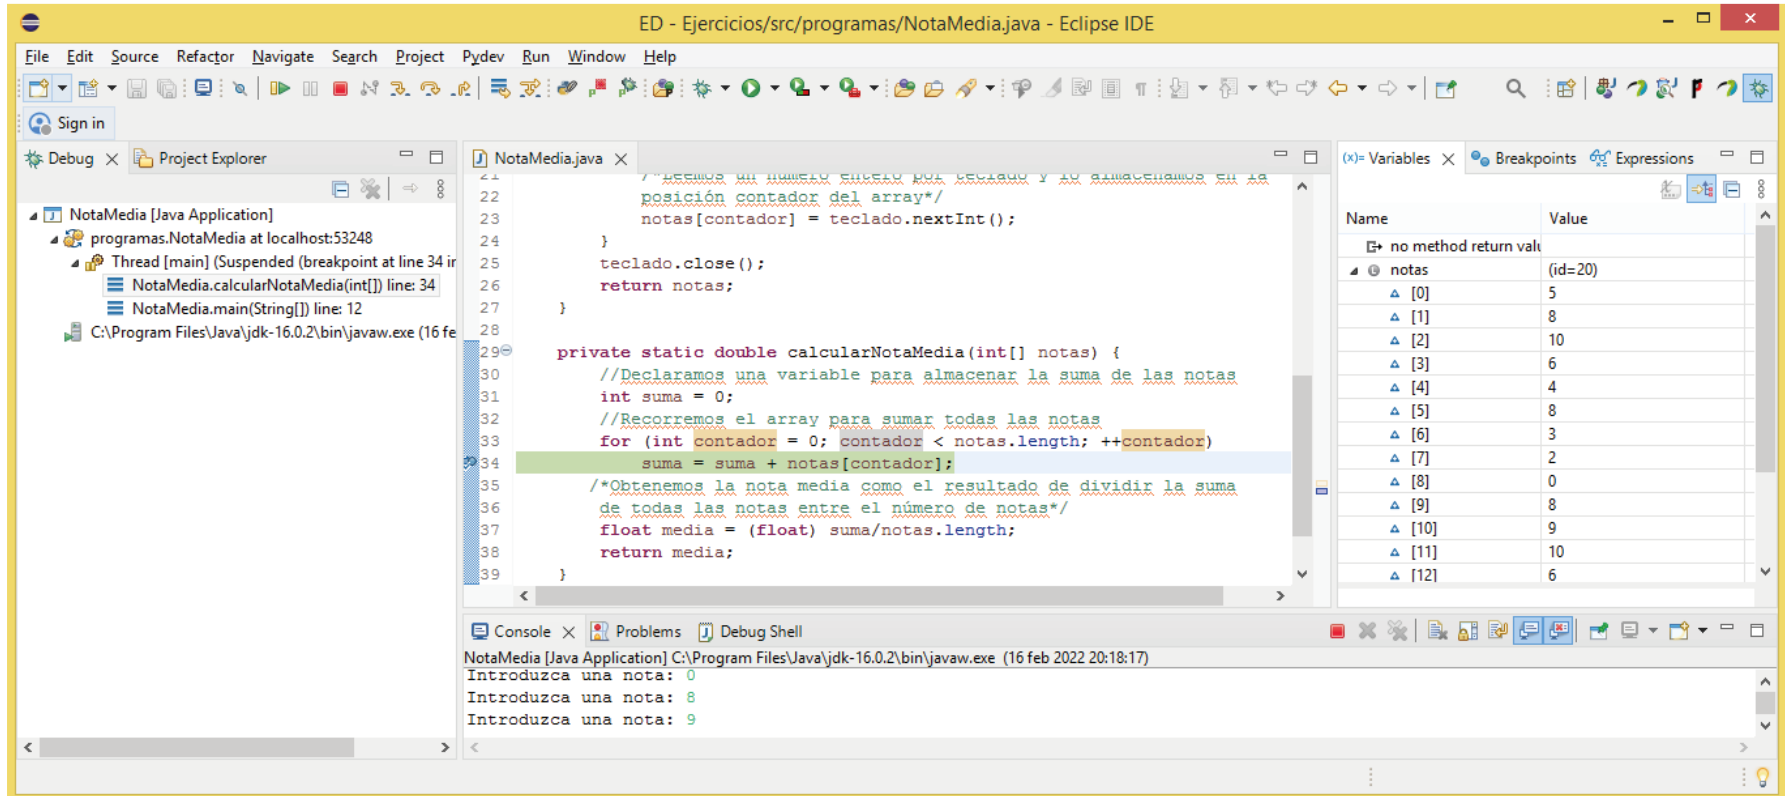 ED - Ejercicios/src/programas/NotaMedia.java - Eclipse IDE
File Edit Source Refactor Navigate Search Project Pydev Run Window Help
Sign in
Debug Project Explorer
NotaMedia [Java Application]
programas.NotaMedia at localhost:53248
Thread [main] (Suspended (breakpoint at line 34 in
NotaMedia.calcularNotaMedia(int[]) line: 34
NotaMedia.main(String[]) line: 12
C:\Program Files\Java\jdk-16.0.2\bin\javaw.exe (16 fe
NotaMedia.java
21 /*Leemos un número entero por teclado y lo almacenamos en la
22 posición contador del array*/
23 notas[contador] = teclado.nextInt();
24 }
25 teclado.close();
26 return notas;
27 }
28
29 private static double calcularNotaMedia(int[] notas) {
30 //Declaramos una variable para almacenar la suma de las notas
31 int suma = 0;
32 //Recorremos el array para sumar todas las notas
33 for (int contador = 0; contador < notas.length; ++contador)
34 suma = suma + notas[contador];
35 /*Obtenemos la nota media como el resultado de dividir la suma
36 de todas las notas entre el número de notas*/
37 float media = (float) suma/notas.length;
38 return media;
39 }
(x)= Variables Breakpoints Expressions
Name Value
no method return valu
notas (id=20)
[0] 5
[1] 8
[2] 10
[3] 6
[4] 4
[5] 8
[6] 3
[7] 2
[8] 0
[9] 8
[10] 9
[11] 10
[12] 6
Console Problems Debug Shell
NotaMedia [Java Application] C:\Program Files\Java\jdk-16.0.2\bin\javaw.exe (16 feb 2022 20:18:17)
Introduzca una nota: 0
Introduzca una nota: 8
Introduzca una nota: 9